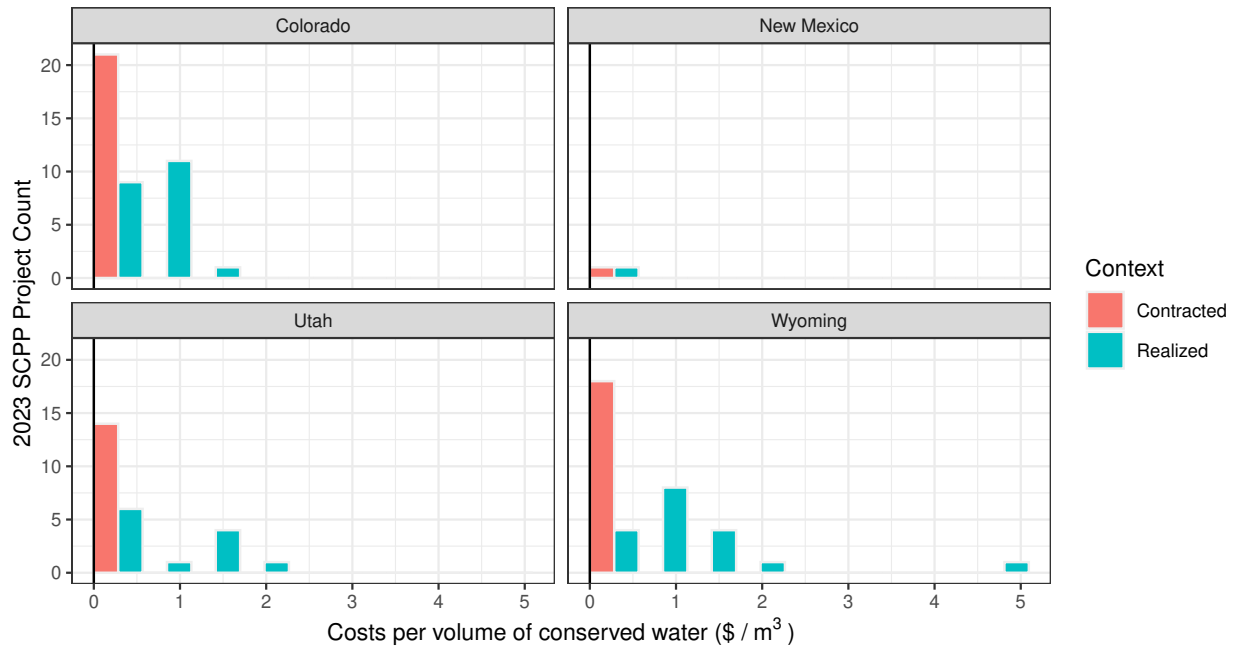 Colorado
New Mexico
20
15
10
5
0
Utah
Wyoming
20
15
10
5
0
0 1 2 3 4 5
0 1 2 3 4 5
2023 SCPP Project Count
Costs per volume of conserved water ($ / m³ )
Context
Contracted
Realized